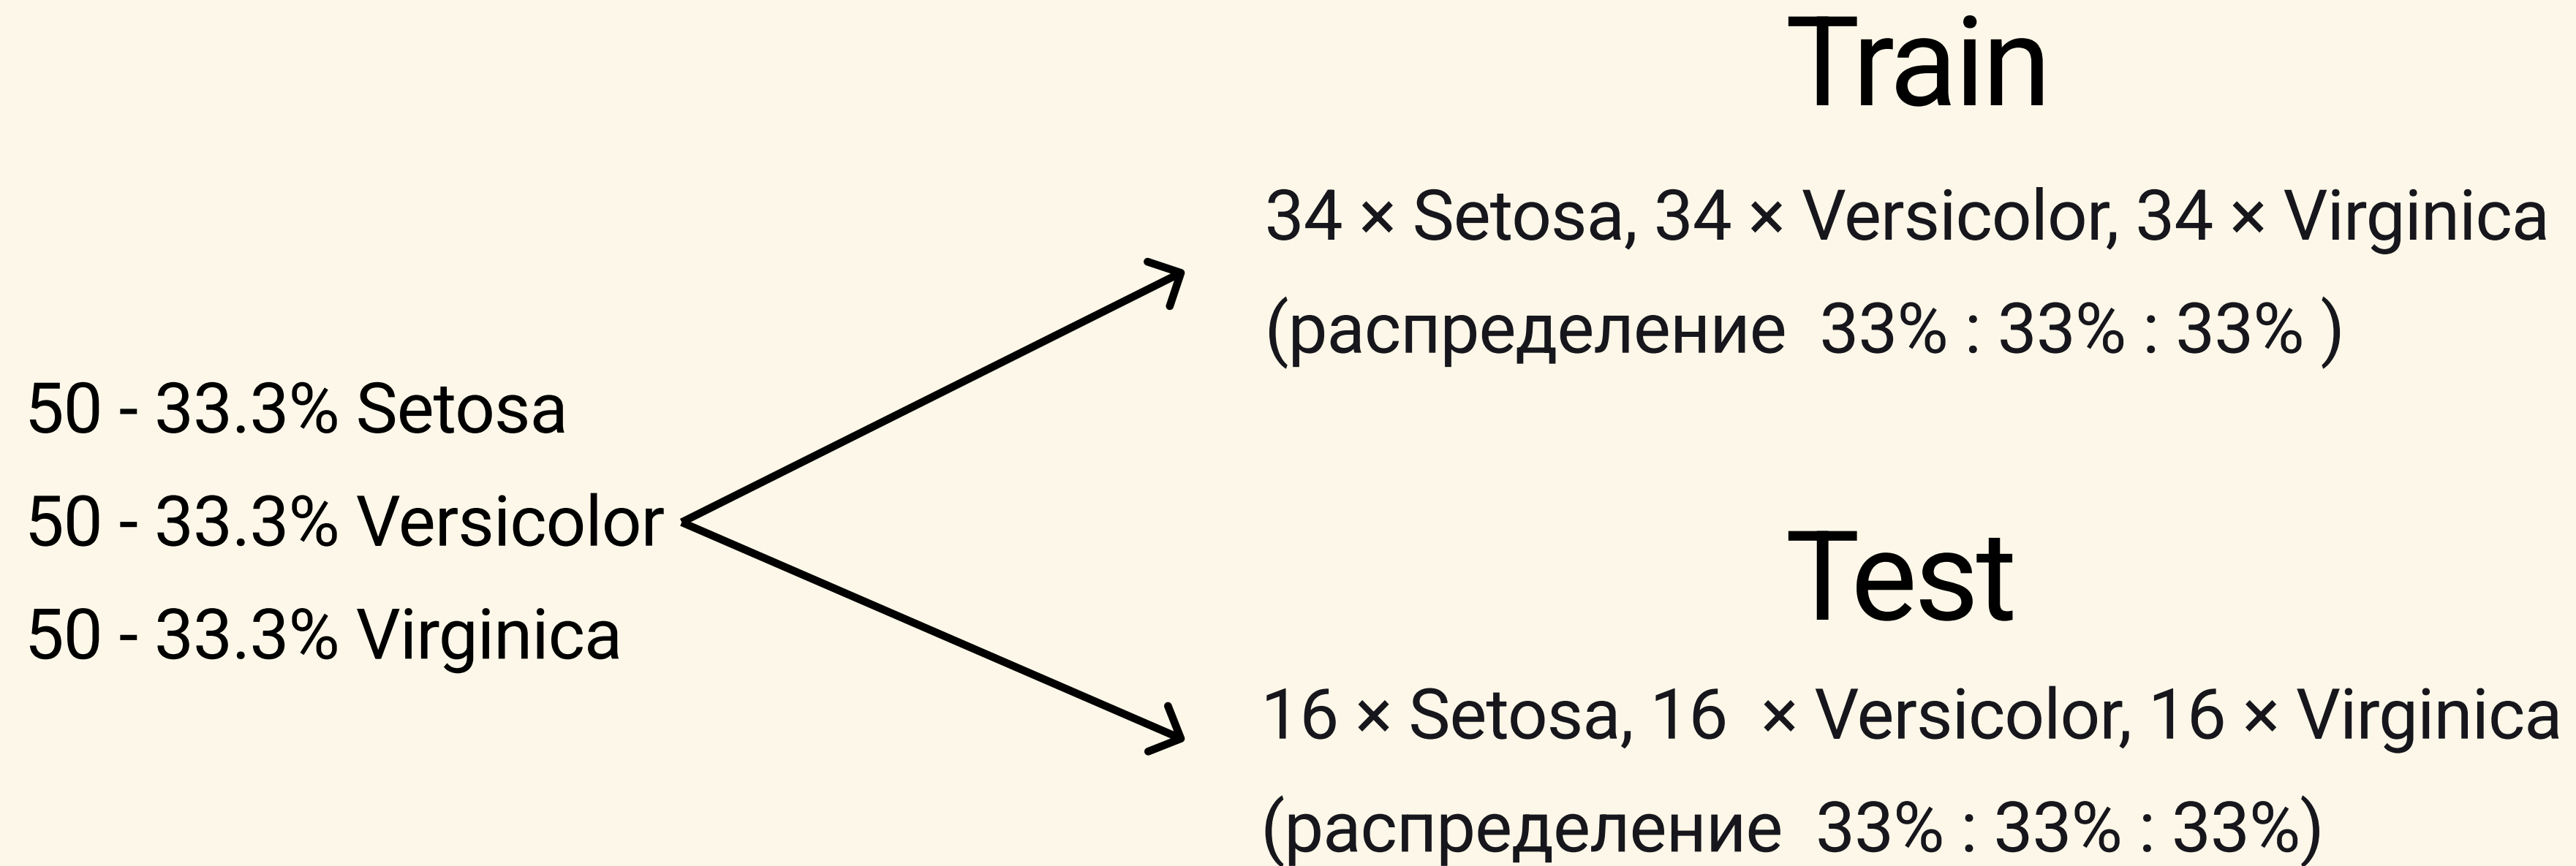 50 - 33.3% Setosa
50 - 33.3% Versicolor
50 - 33.3% Virginica
Train
34 × Setosa, 34 × Versicolor, 34 × Virginica
(распределение 33% : 33% : 33% )
Test
16 × Setosa, 16 × Versicolor, 16 × Virginica
(распределение 33% : 33% : 33%)